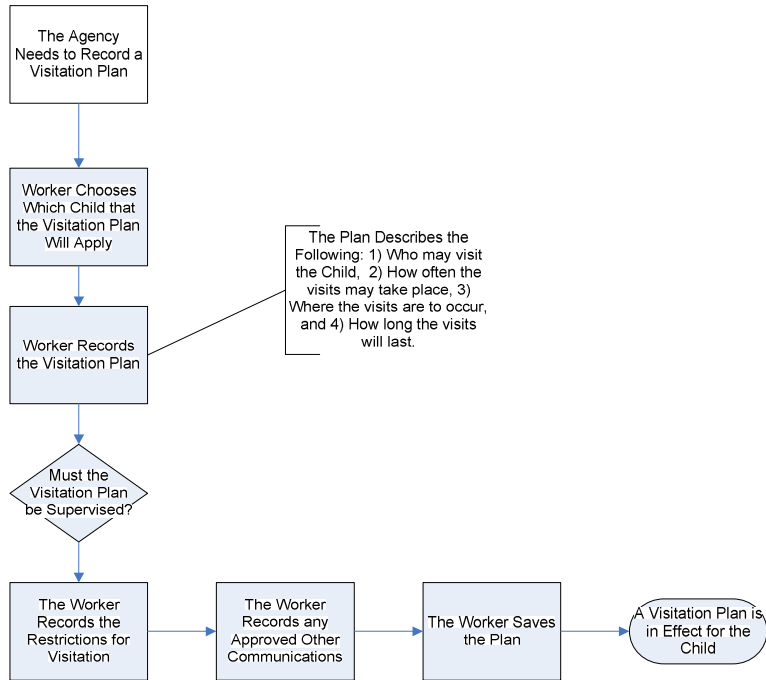 The Agency
Needs to Record a
Visitation Plan
Worker Chooses
Which Child that
the Visitation Plan
Will Apply
The Plan Describes the
Following: 1) Who may visit
the Child,  2) How often the
visits may take place, 3)
Where the visits are to occur,
and 4) How long the visits
will last.
Worker Records
the Visitation Plan
Must the
Visitation Plan
be Supervised?
The Worker
Records the
Restrictions for
Visitation
The Worker
Records any
Approved Other
Communications
The Worker Saves
the Plan
A Visitation Plan is
in Effect for the
Child